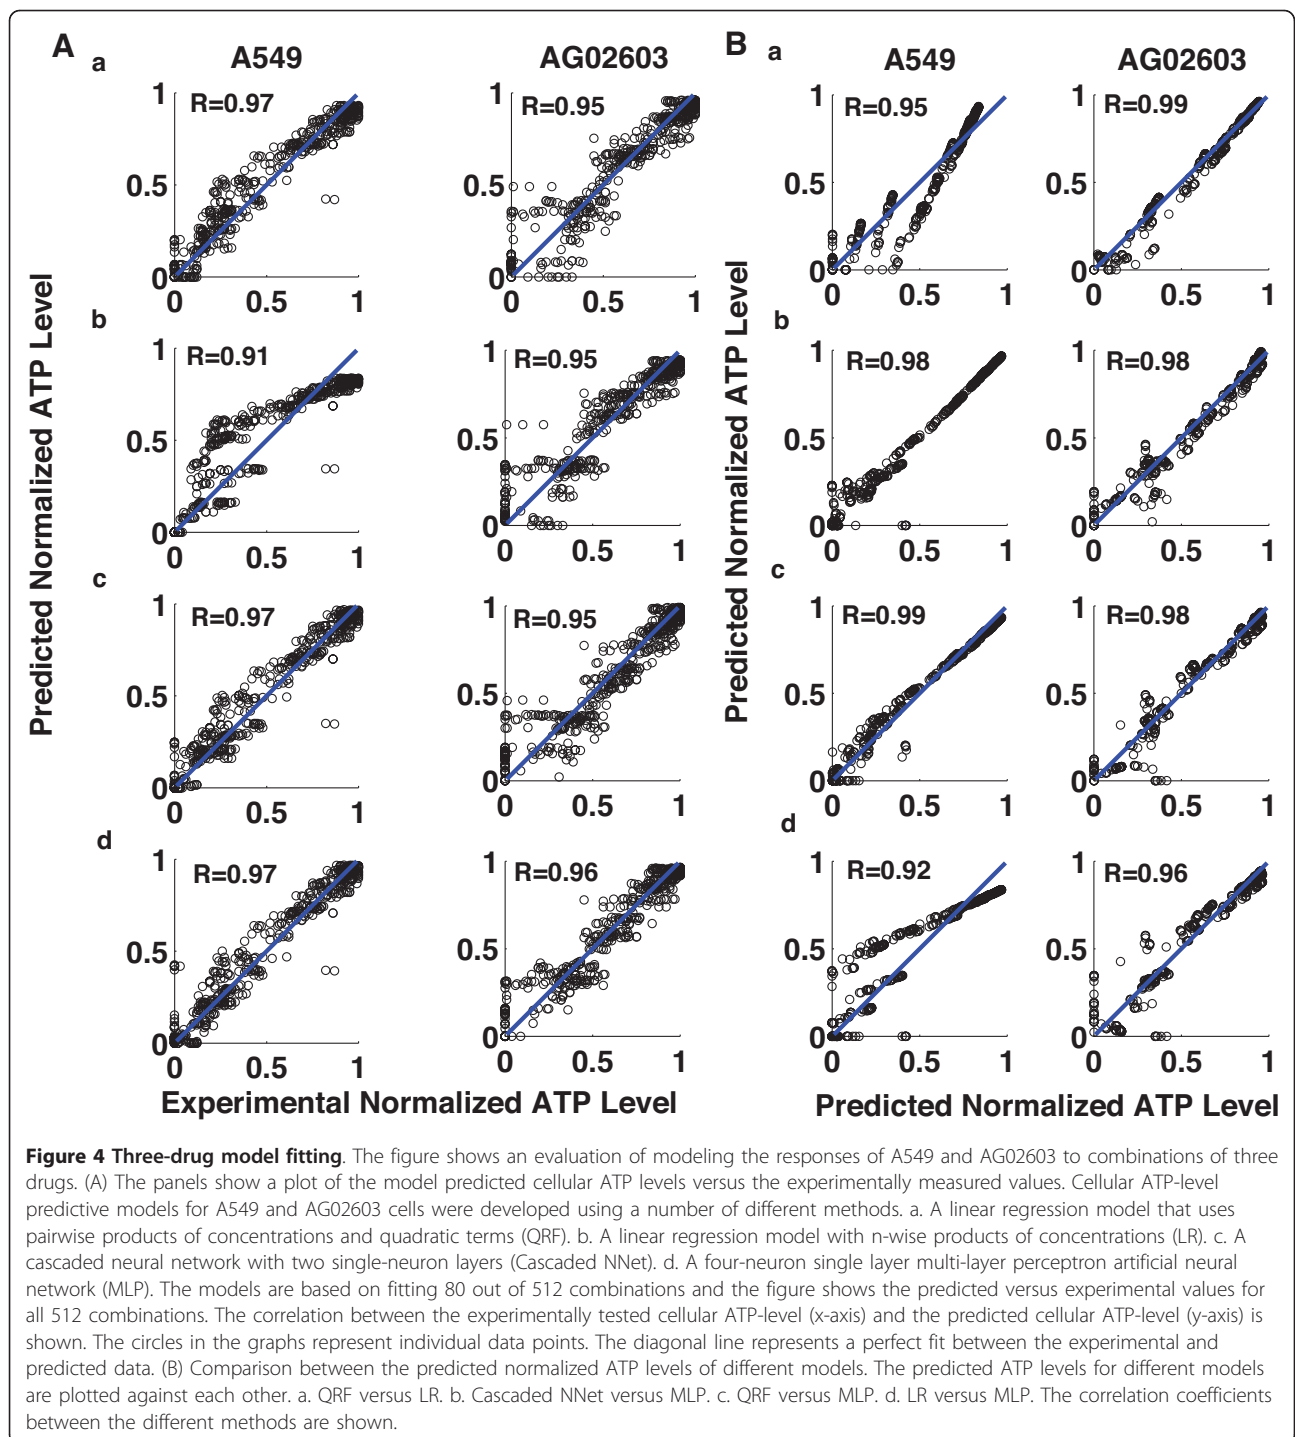 A
a
A549
AG02603
B
a
A549
AG02603
1
R=0.97
0.5
0
0
0.5
1
1
R=0.95
0.5
0
0
0.5
1
1
R=0.95
0.5
0
0
0.5
1
1
R=0.99
0.5
0
0
0.5
1
b
1
R=0.91
0.5
0
0
0.5
1
1
R=0.95
0.5
0
0
0.5
1
b
1
R=0.98
0.5
0
0
0.5
1
1
R=0.98
0.5
0
0
0.5
1
c
1
R=0.97
0.5
0
0
0.5
1
1
R=0.95
0.5
0
0
0.5
1
c
1
R=0.99
0.5
0
0
0.5
1
1
R=0.98
0.5
0
0
0.5
1
d
1
R=0.97
0.5
0
0
0.5
1
1
R=0.96
0.5
0
0
0.5
1
d
1
R=0.92
0.5
0
0
0.5
1
1
R=0.96
0.5
0
0
0.5
1
Predicted Normalized ATP Level
Predicted Normalized ATP Level
Experimental Normalized ATP Level
Predicted Normalized ATP Level
Figure 4 Three-drug model fitting. The figure shows an evaluation of modeling the responses of A549 and AG02603 to combinations of three
drugs. (A) The panels show a plot of the model predicted cellular ATP levels versus the experimentally measured values. Cellular ATP-level
predictive models for A549 and AG02603 cells were developed using a number of different methods. a. A linear regression model that uses
pairwise products of concentrations and quadratic terms (QRF). b. A linear regression model with n-wise products of concentrations (LR). c. A
cascaded neural network with two single-neuron layers (Cascaded NNet). d. A four-neuron single layer multi-layer perceptron artificial neural
network (MLP). The models are based on fitting 80 out of 512 combinations and the figure shows the predicted versus experimental values for
all 512 combinations. The correlation between the experimentally tested cellular ATP-level (x-axis) and the predicted cellular ATP-level (y-axis) is
shown. The circles in the graphs represent individual data points. The diagonal line represents a perfect fit between the experimental and
predicted data. (B) Comparison between the predicted normalized ATP levels of different models. The predicted ATP levels for different models
are plotted against each other. a. QRF versus LR. b. Cascaded NNet versus MLP. c. QRF versus MLP. d. LR versus MLP. The correlation coefficients
between the different methods are shown.